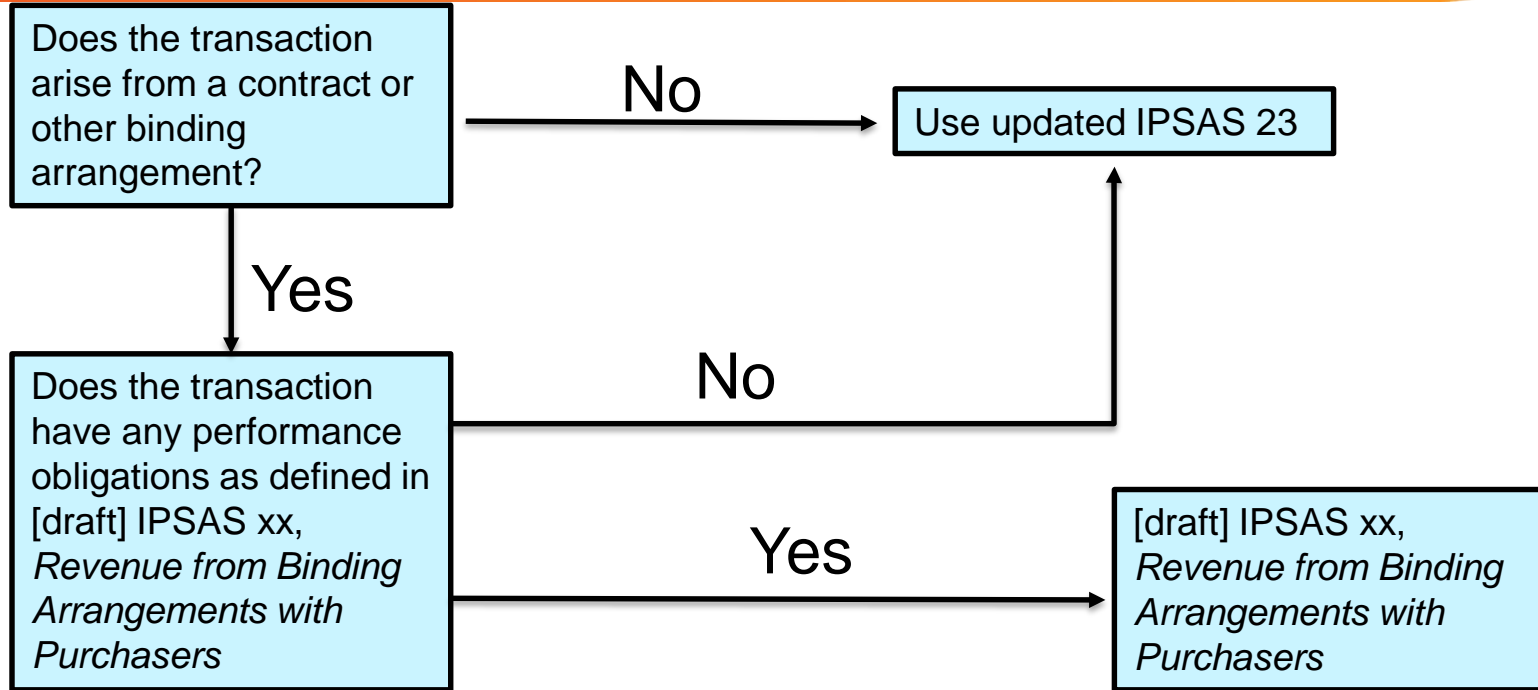 Does the transaction
arise from a contract or
other binding
arrangement?
No
Use updated IPSAS 23
Yes
Does the transaction
have any performance
obligations as defined in
[draft] IPSAS xx,
Revenue from Binding
Arrangements with
Purchasers
No
Yes
[draft] IPSAS xx,
Revenue from Binding
Arrangements with
Purchasers